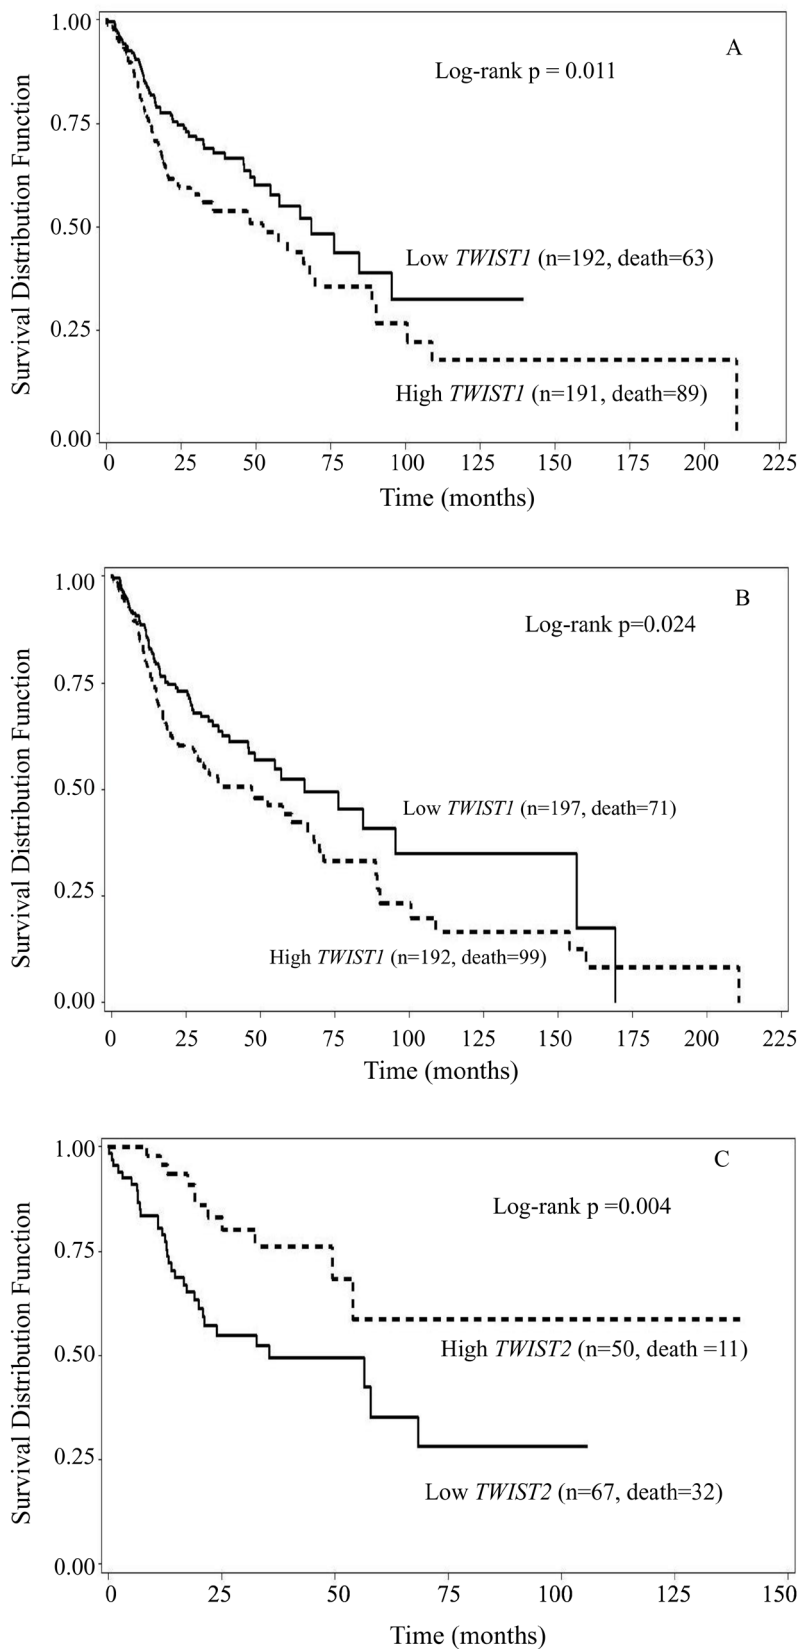 A
Log-rank p = 0.011
Survival Distribution Function
1.00
0.75
0.50
0.25
0.00
Low TWIST1 (n=192, death=63)
High TWIST1 (n=191, death=89)
0 25 50 75 100 125 150 175 200 225
Time (months)
B
Log-rank p=0.024
Survival Distribution Function
1.00
0.75
0.50
0.25
0.00
Low TWIST1 (n=197, death=71)
High TWIST1 (n=192, death=99)
0 25 50 75 100 125 150 175 200 225
Time (months)
C
Log-rank p =0.004
Survival Distribution Function
1.00
0.75
0.50
0.25
0.00
High TWIST2 (n=50, death =11)
Low TWIST2 (n=67, death=32)
0 25 50 75 100 125 150
Time (months)